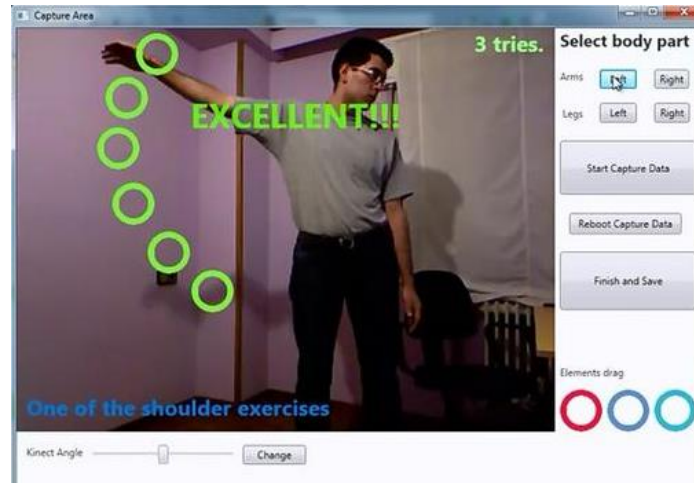 Capture Area
3 tries.
Select body part
Arms
Left
Right
EXCELLENT!!!
Legs
Left
Right
Start Capture Data
Reboot Capture Data
Finish and Save
Elements drag
One of the shoulder exercises
Kinect Angle
Change